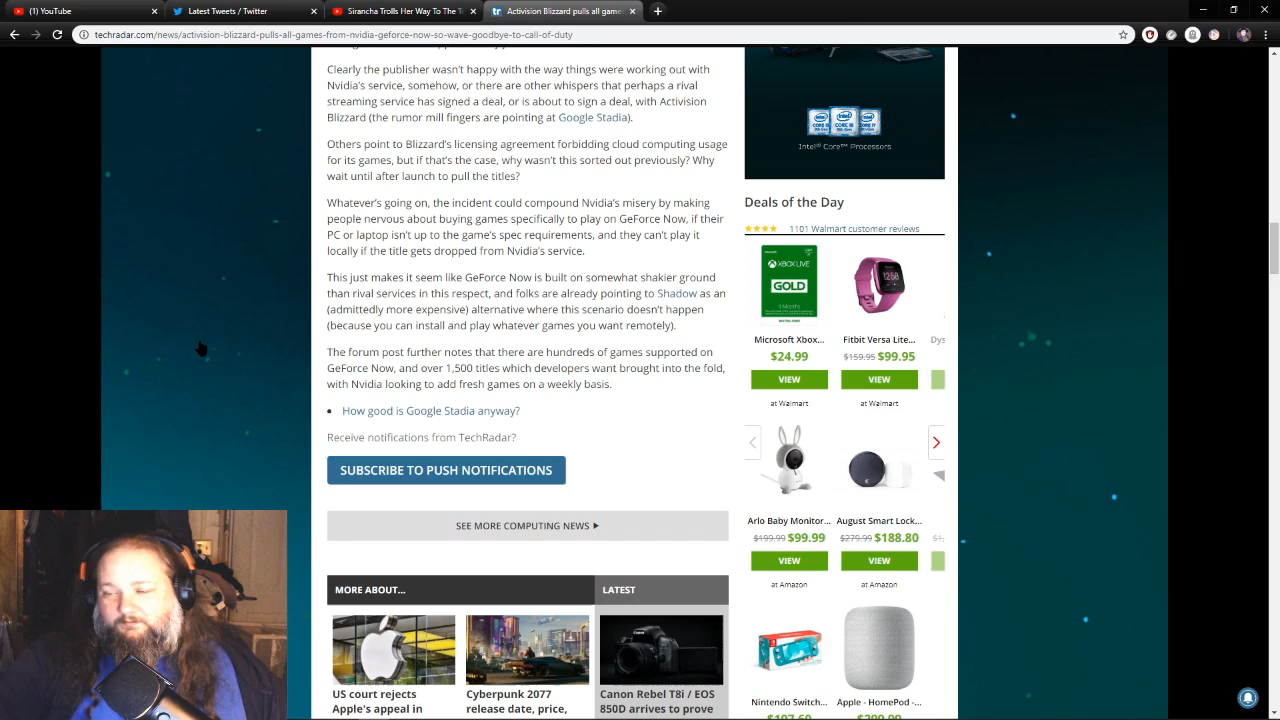 (1) YouTube
Latest Tweets / Twitter
Siracha Trolls Her Way To The To
Activision Blizzard pulls all games
techradar.com/news/activision-blizzard-pulls-all-games-from-nvidia-geforce-now-so-wave-goodbye-to-call-of-duty
Clearly the publisher wasn't happy with the way things were working out with
Nvidia's service, somehow, or there are other whispers that perhaps a rival
streaming service has signed a deal, or is about to sign a deal, with Activision
Blizzard (the rumor mill fingers are pointing at Google Stadia).
Others point to Blizzard's licensing agreement forbidding cloud computing usage
for its games, but if that's the case, why wasn't this sorted out previously? Why
wait until after launch to pull the titles?
Whatever's going on, the incident could compound Nvidia's misery by making
people nervous about buying games specifically to play on GeForce Now, if their
PC or laptop isn't up to the game's spec requirements, and they can't play it
locally if the title gets dropped from Nvidia's service.
This just makes it seem like GeForce Now is built on somewhat shakier ground
than rival services in this respect, and folks are already pointing to Shadow as an
(admittedly more expensive) alternate where this scenario doesn't happen
(because you can install and play whatever games you want remotely).
The forum post further notes that there are hundreds of games supported on
GeForce Now, and over 1,500 titles which developers want brought into the fold,
with Nvidia looking to add fresh games on a weekly basis.
How good is Google Stadia anyway?
Receive notifications from TechRadar?
SUBSCRIBE TO PUSH NOTIFICATIONS
SEE MORE COMPUTING NEWS
MORE ABOUT...
LATEST
US court rejects
Apple's appeal in
Cyberpunk 2077
release date, price,
Canon
Canon Rebel T8i / EOS
850D arrives to prove
Intel® Core™ Processors
Deals of the Day
1101 Walmart customer reviews
XBOX LIVE
GOLD
Microsoft Xbox...
$24.99
VIEW
at Walmart
Fitbit Versa Lite...
$159.95 $99.95
VIEW
at Walmart
Dys
Arlo Baby Monitor...
$199.99 $99.99
VIEW
at Amazon
August Smart Lock...
$279.99 $188.80
VIEW
at Amazon
Nintendo Switch...
$197.60
Apple - HomePod -...
$299.00